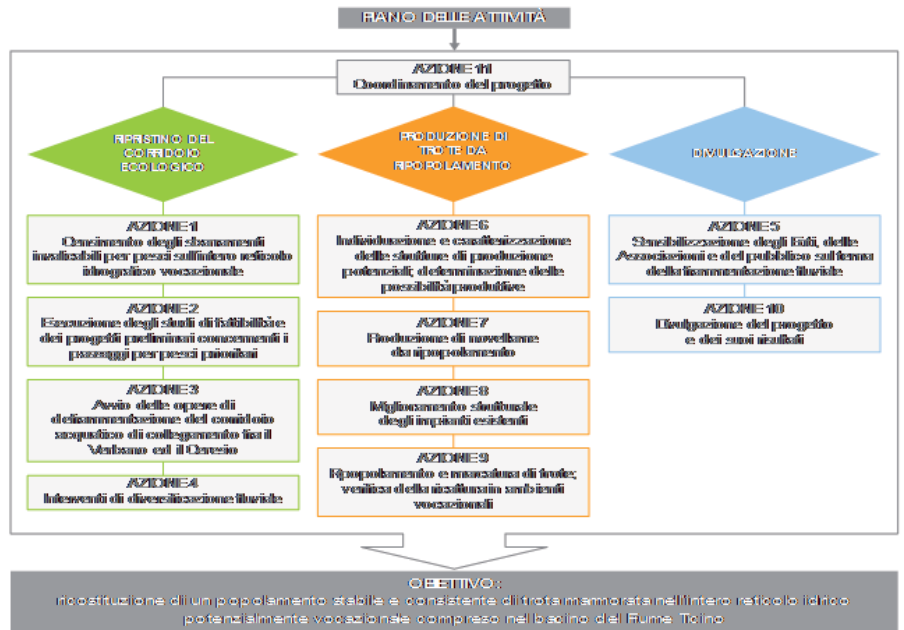 PIANO DELLE ATTIVITÀ
AZIONE 11
Coordinamento del progetto
RIPRISTINO DEL
CORRIDOIO
ECOLOGICO
PRODUZIONE DI
TROTE DA
RIPOPOLAMENTO
DIVULGAZIONE
AZIONE 1
Censimento degli sbarramenti
invalicabili per pesci sull'intero reticolo
idrografico vocazionale
AZIONE 2
Esecuzione degli studi di fattibilità e
dei progetti preliminari concernenti i
passaggi per pesci prioritari
AZIONE 3
Avvio delle opere di
deframmentazione del corridoio
acquatico di collegamento fra il
Verbano ed il Ceresio
AZIONE 4
Interventi di diversificazione fluviale
AZIONE 6
Individuazione e caratterizzazione
delle strutture di produzione
potenziali; determinazione delle
possibilità produttive
AZIONE 7
Produzione di novellame
da ripopolamento
AZIONE 8
Miglioramento strutturale
degli impianti esistenti
AZIONE 9
Ripopolamento e marcatura di trote;
verifica della ricattura in ambienti
vocazionali
AZIONE 5
Sensibilizzazione degli Enti, delle
Associazioni e del pubblico sul tema
della frammentazione fluviale
AZIONE 10
Divulgazione del progetto
e dei suoi risultati
OBIETTIVO:
ricostituzione di un popolamento stabile e consistente di trota marmorata nell'intero reticolo idrico
potenzialmente vocazionale compreso nel bacino del Fiume Ticino